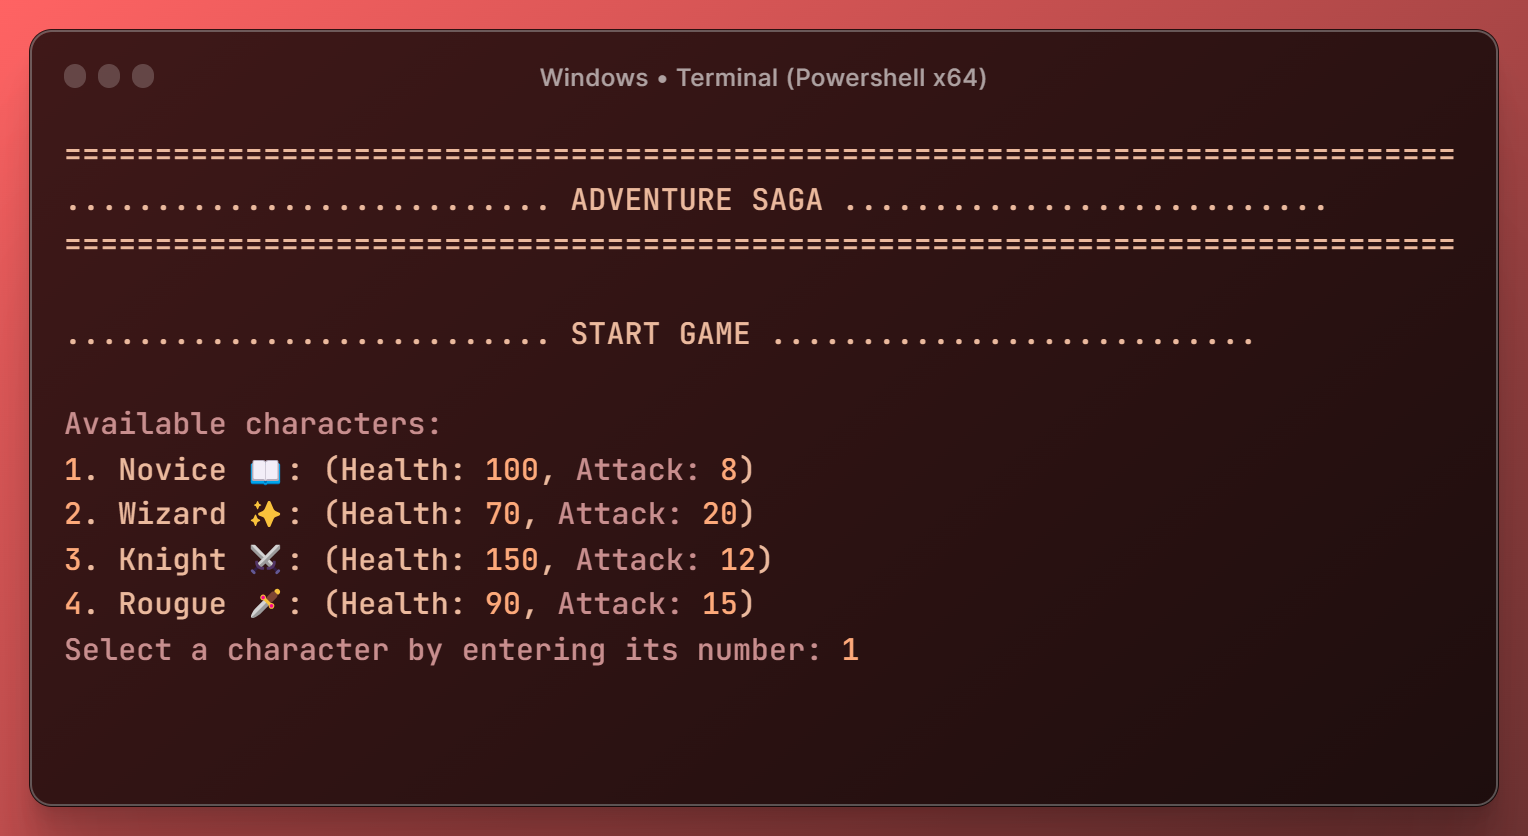 Windows • Terminal (Powershell x64)
=============================================================================
........................... ADVENTURE SAGA ...........................
=============================================================================
........................... START GAME ...........................
Available characters:
1. Novice 📖: (Health: 100, Attack: 8)
2. Wizard ✨: (Health: 70, Attack: 20)
3. Knight ⚔️: (Health: 150, Attack: 12)
4. Rougue 🗡️: (Health: 90, Attack: 15)
Select a character by entering its number: 1